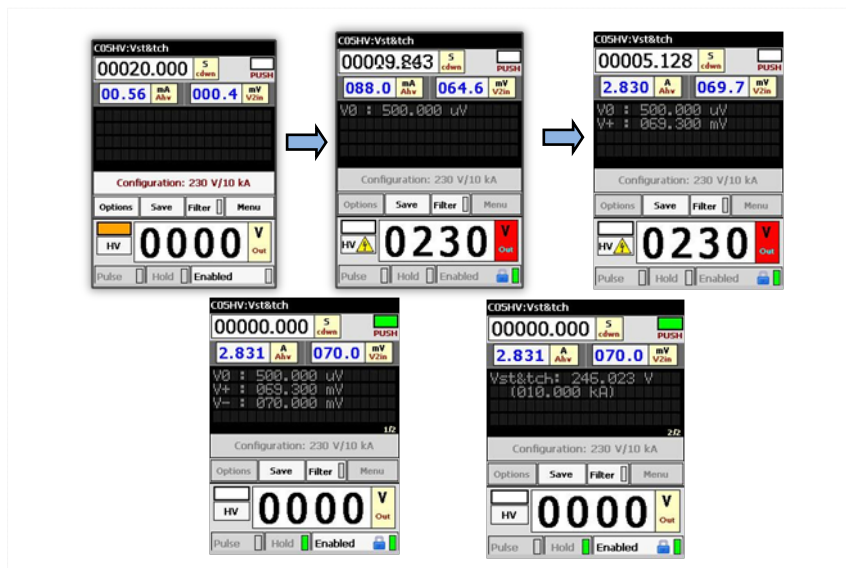 C05HV:Vst&tch
00020.000 S cdwn PUSH
00.56 mA Ahv 000.4 mV V2in
Configuration: 230 V/10 kA
Options Save Filter Menu
HV 0000 V Out
Pulse Hold Enabled
C05HV:Vst&tch
00009.843 S cdwn PUSH
088.0 mA Ahv 064.6 mV V2in
V0 : 500.000 uV
Configuration: 230 V/10 kA
Options Save Filter Menu
HV 0230 V Out
Pulse Hold Enabled
C05HV:Vst&tch
00005.128 S cdwn PUSH
2.830 A Ahv 069.7 mV V2in
V0 : 500.000 uV
V+ : 069.300 mV
Configuration: 230 V/10 kA
Options Save Filter Menu
HV 0230 V Out
Pulse Hold Enabled
C05HV:Vst&tch
00000.000 S cdwn PUSH
2.831 A Ahv 070.0 mV V2in
V0 : 500.000 uV
V+ : 069.300 mV
V- : 070.000 mV
1/2
Configuration: 230 V/10 kA
Options Save Filter Menu
HV 0000 V Out
Pulse Hold Enabled
C05HV:Vst&tch
00000.000 S cdwn PUSH
2.831 A Ahv 070.0 mV V2in
Vst&tch: 246.023 V
(010.000 kA)
2/2
Configuration: 230 V/10 kA
Options Save Filter Menu
HV 0000 V Out
Pulse Hold Enabled